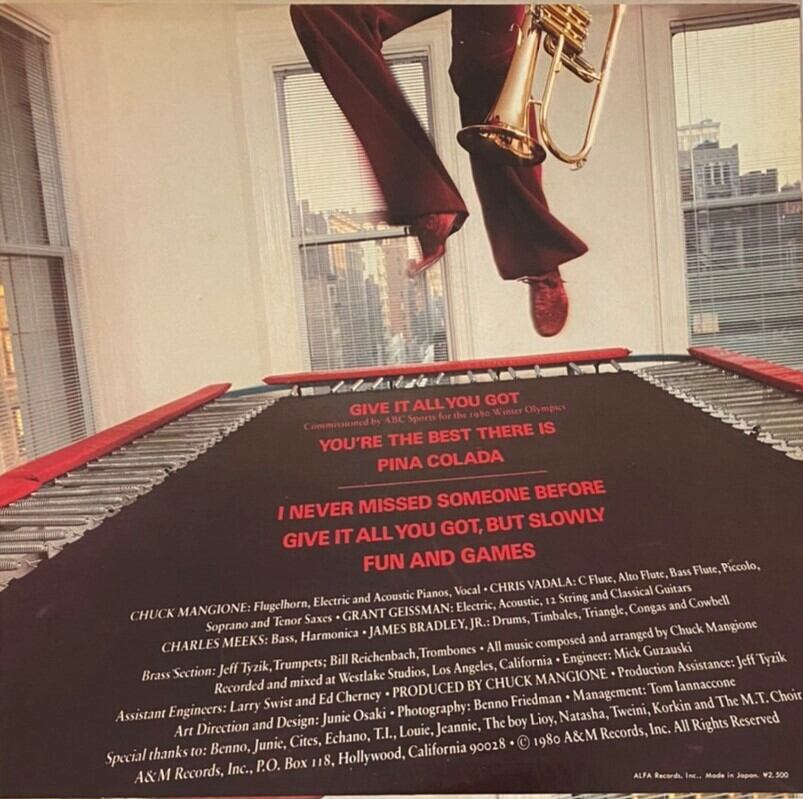 GIVE IT ALL YOU GOT
Commissioned by ABC Sports for the 1980 Winter Olympics
YOU'RE THE BEST THERE IS
PINA COLADA
I NEVER MISSED SOMEONE BEFORE
GIVE IT ALL YOU GOT, BUT SLOWLY
FUN AND GAMES
CHUCK MANGIONE: Flugelhorn, Electric and Acoustic Pianos, Vocal • CHRIS VADALA: C Flute, Alto Flute, Bass Flute, Piccolo,
Soprano and Tenor Saxes • GRANT GEISSMAN: Electric, Acoustic, 12 String and Classical Guitars
CHARLES MEEKS: Bass, Harmonica • JAMES BRADLEY, JR.: Drums, Timbales, Triangle, Congas and Cowbell
Brass Section: Jeff Tyzik, Trumpets; Bill Reichenbach, Trombones • All music composed and arranged by Chuck Mangione
Recorded and mixed at Westlake Studios, Los Angeles, California • Engineer: Mick Guzauski
Assistant Engineers: Larry Swist and Ed Cherney • PRODUCED BY CHUCK MANGIONE • Production Assistance: Jeff Tyzik
Art Direction and Design: Junie Osaki • Photography: Benno Friedman • Management: Tom Iannaccone
Special thanks to: Benno, Junie, Cites, Echano, T.I., Louie, Jeannie, The boy Lioy, Natasha, Tweini, Korkin and The M.T. Choir
A&M Records, Inc., P.O. Box 118, Hollywood, California 90028 • © 1980 A&M Records, Inc. All Rights Reserved
ALFA Records, Inc., Made in Japan. ¥2,500